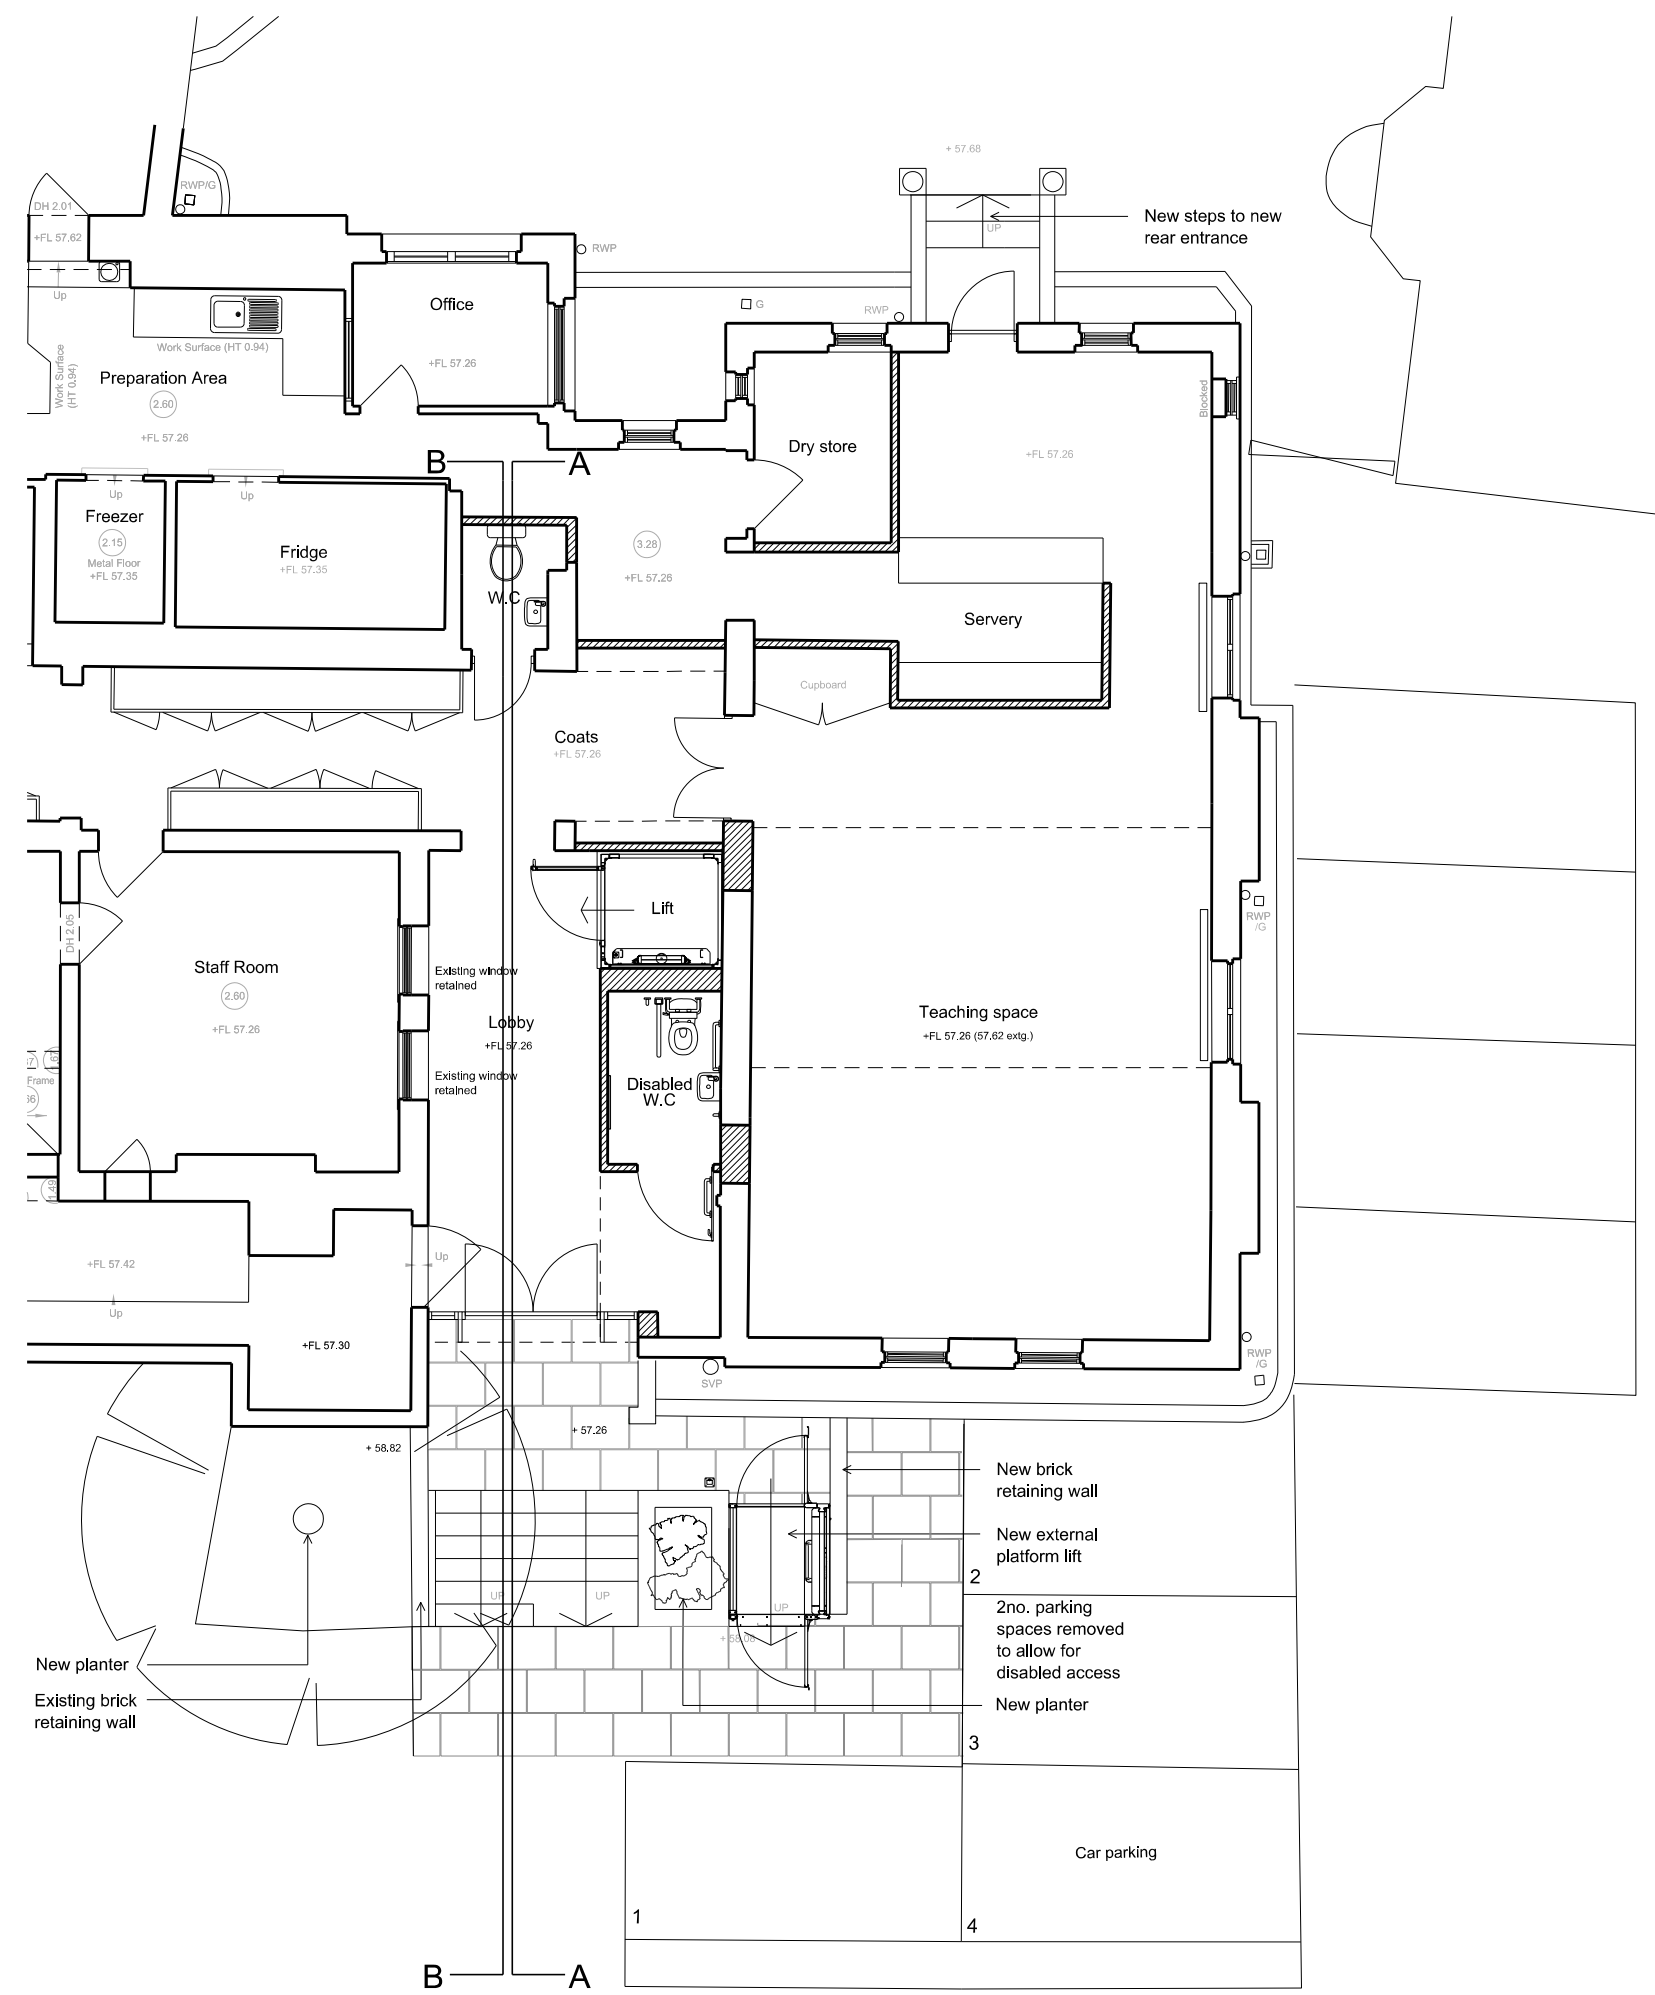 + 57.68
RWP/G
DH 2.01
+FL 57.62
New steps to new
rear entrance
UP
RWP
Up
Office
G
RWP
Work Surface (HT 0.94)
Work Surface
(HT 0.94)
+FL 57.26
Preparation Area
2.60
+FL 57.26
Blocked
Dry store
+FL 57.26
B
A
Up
Up
Freezer
2.15
Metal Floor
+FL 57.35
Fridge
+FL 57.35
3.28
+FL 57.26
W.C
Servery
Cupboard
Coats
+FL 57.26
Lift
DH 2.05
RWP
/G
Staff Room
2.60
+FL 57.26
Existing window
retained
Lobby
+FL 57.26
Existing window
retained
Teaching space
+FL 57.26 (57.62 extg.)
Disabled
W.C
Frame
1.49
+FL 57.42
Up
Up
+FL 57.30
RWP
/G
SVP
+ 57.26
+ 58.82
New brick
retaining wall
New external
platform lift
2
UP
UP
UP
2no. parking
spaces removed
to allow for
disabled access
+ 58.08
New planter
Existing brick
retaining wall
New planter
3
Car parking
1
4
B
A